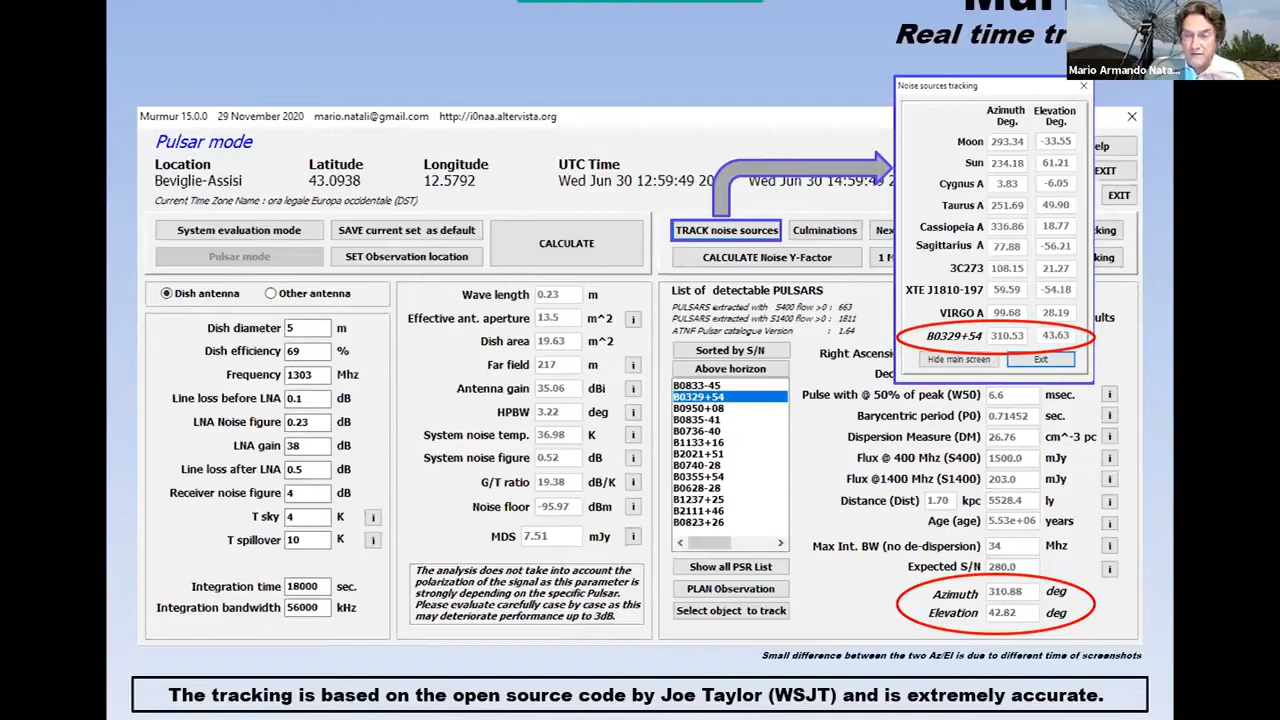 Real time tr
Mario Armando Nata...
Murmur 15.0.0 29 November 2020 mario.natali@gmail.com http://i0naa.altervista.org
Pulsar mode
Location Latitude Longitude UTC Time
Beviglie-Assisi 43.0938 12.5792 Wed Jun 30 12:59:49 20 Wed Jun 30 14:59:49
Current Time Zone Name : ora legale Europa occidentale (DST)
elp
EXIT
EXIT
System evaluation mode
SAVE current set as default
Pulsar mode
SET Observation location
CALCULATE
TRACK noise sources
Culminations
Nex
king
CALCULATE Noise Y-Factor
1 M
king
Dish antenna Other antenna
Dish diameter 5 m
Dish efficiency 69 %
Frequency 1303 Mhz
Line loss before LNA 0.1 dB
LNA Noise figure 0.23 dB
LNA gain 38 dB
Line loss after LNA 0.5 dB
Receiver noise figure 4 dB
T sky 4 K i
T spillover 10 K i
Integration time 18000 sec.
Integration bandwidth 56000 kHz
Wave length 0.23 m
Effective ant. aperture 13.5 m^2 i
Dish area 19.63 m^2
Far field 217 m i
Antenna gain 35.06 dBi i
HPBW 3.22 deg i
System noise temp. 36.98 K i
System noise figure 0.52 dB i
G/T ratio 19.38 dB/K i
Noise floor -95.97 dBm i
MDS 7.51 mJy i
The analysis does not take into account the
polarization of the signal as this parameter is
strongly depending on the specific Pulsar.
Please evaluate carefully case by case as this
may deteriorate performance up to 3dB.
List of detectable PULSARS
PULSARS extracted with S400 flow >0 : 663
PULSARS extracted with S1400 flow >0 : 1811
ATNF Pulsar catalogue Version : 1.64
ults
Sorted by S/N
Above horizon
B0833-45
B0329+54
B0950+08
B0835-41
B0736-40
B1133+16
B2021+51
B0740-28
B0355+54
B0628-28
B1237+25
B2111+46
B0823+26
Show all PSR List
PLAN Observation
Select object to track
Right Ascensi
Dec
Pulse with @ 50% of peak (W50) 6.6 msec. i
Barycentric period (P0) 0.71452 sec. i
Dispersion Measure (DM) 26.76 cm^-3 pc i
Flux @ 400 Mhz (S400) 1500.0 mJy i
Flux @1400 Mhz (S1400) 203.0 mJy i
Distance (Dist) 1.70 kpc 5528.4 ly i
Age (age) 5.53e+06 years i
Max Int. BW (no de-dispersion) 34 Mhz i
Expected S/N 280.0 i
Azimuth 310.88 deg
Elevation 42.82 deg
Noise sources tracking
Azimuth Elevation
Deg. Deg.
Moon 293.34 -33.55
Sun 234.18 61.21
Cygnus A 3.83 -6.05
Taurus A 251.69 49.90
Cassiopeia A 336.86 18.77
Sagittarius A 77.88 -56.21
3C273 108.15 21.27
XTE J1810-197 59.59 -54.18
VIRGO A 99.68 28.19
B0329+54 310.53 43.63
Hide main screen Exit
Small difference between the two Az/El is due to different time of screenshots
The tracking is based on the open source code by Joe Taylor (WSJT) and is extremely accurate.